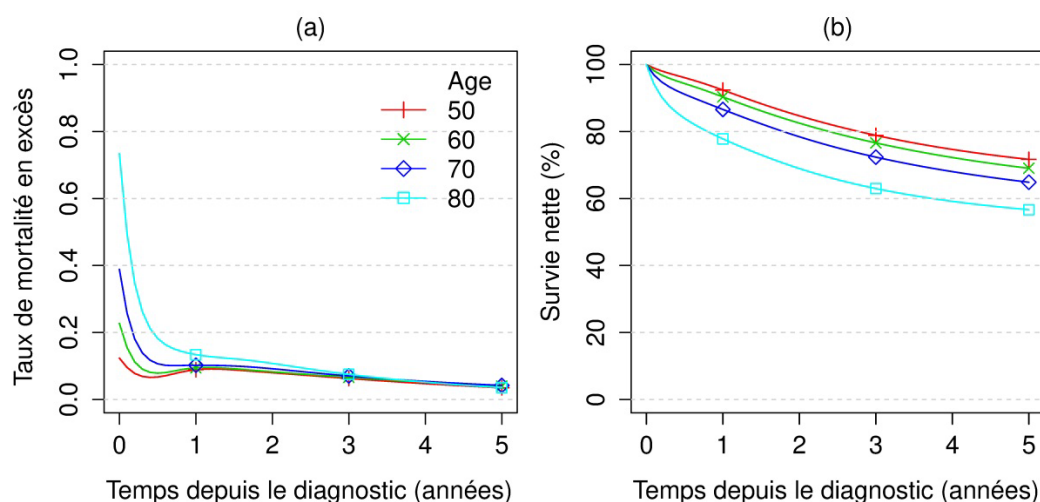 (a)
Taux de mortalité en excès
1.0
0.8
0.6
0.4
0.2
0.0
Age
50
60
70
80
0 1 2 3 4 5
Temps depuis le diagnostic (années)
(b)
Survie nette (%)
100
80
60
40
20
0
0 1 2 3 4 5
Temps depuis le diagnostic (années)